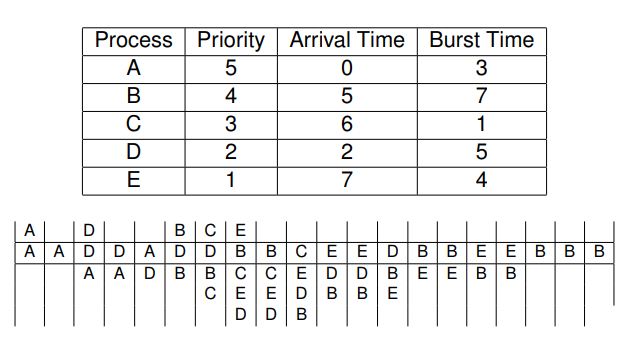 Process Priority Arrival Time Burst Time
A 5 0 3
B 4 5 7
C 3 6 1
D 2 2 5
E 1 7 4
A D B C E
A A D D A D D B B C E E D B B E E B B B
A A D B B C C E D D B E E B B
C E E D B B E
D D B